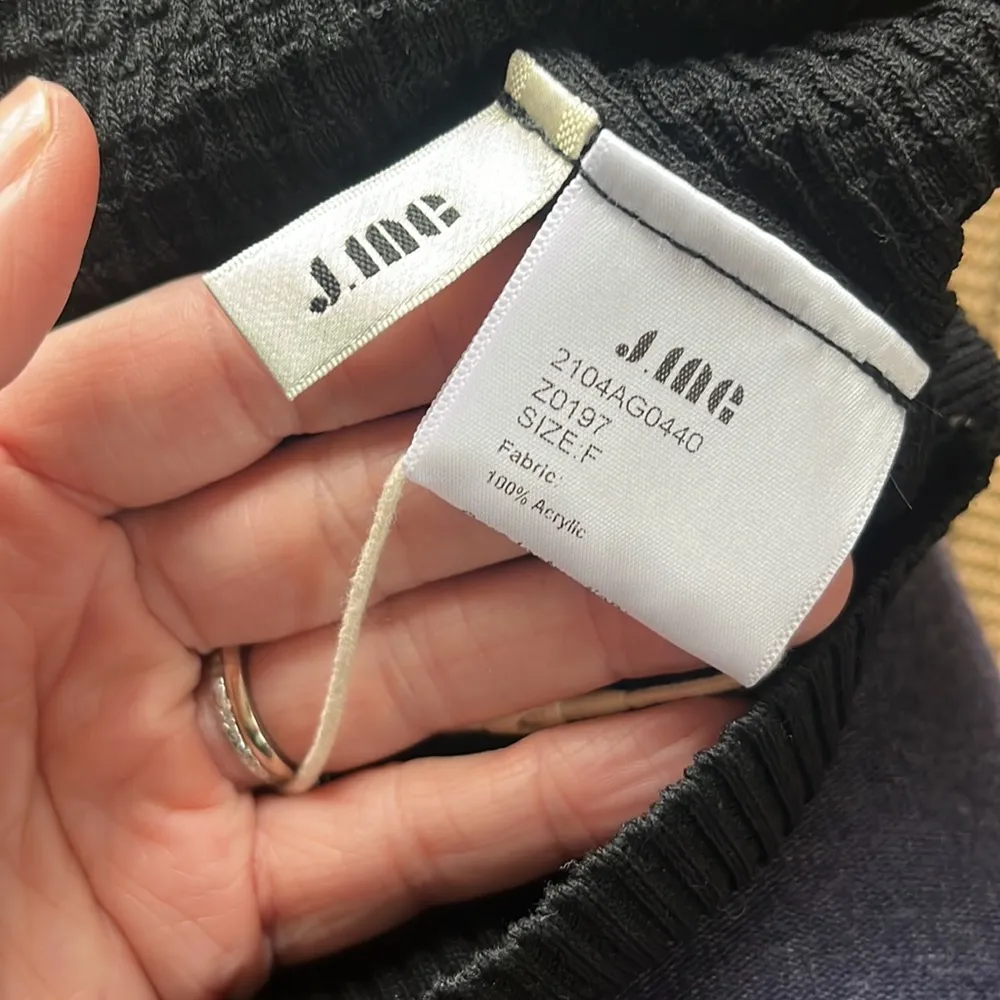 J.ING
J.ING
2104AG0440
Z0197
SIZE:F
Fabric:
100% Acrylic